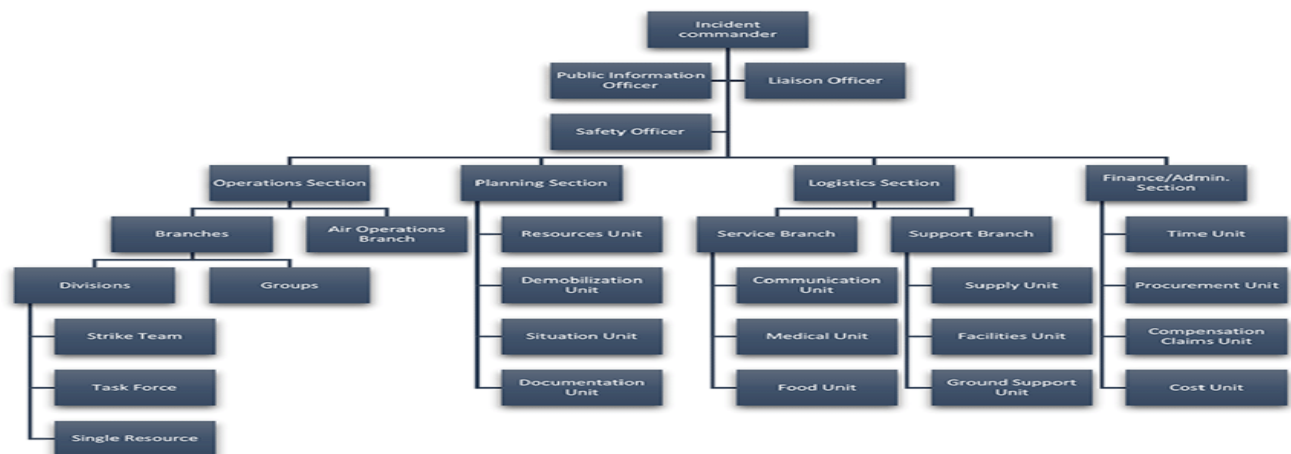 Incident
commander
Public Information
Officer
Liaison Officer
Safety Officer
Operations Section
Planning Section
Logistics Section
Finance/Admin.
Section
Branches
Air Operations
Branch
Resources Unit
Service Branch
Support Branch
Time Unit
Divisions
Groups
Demobilization
Unit
Communication
Unit
Supply Unit
Procurement Unit
Strike Team
Situation Unit
Medical Unit
Facilities Unit
Compensation
Claims Unit
Task Force
Documentation
Unit
Food Unit
Ground Support
Unit
Cost Unit
Single Resource